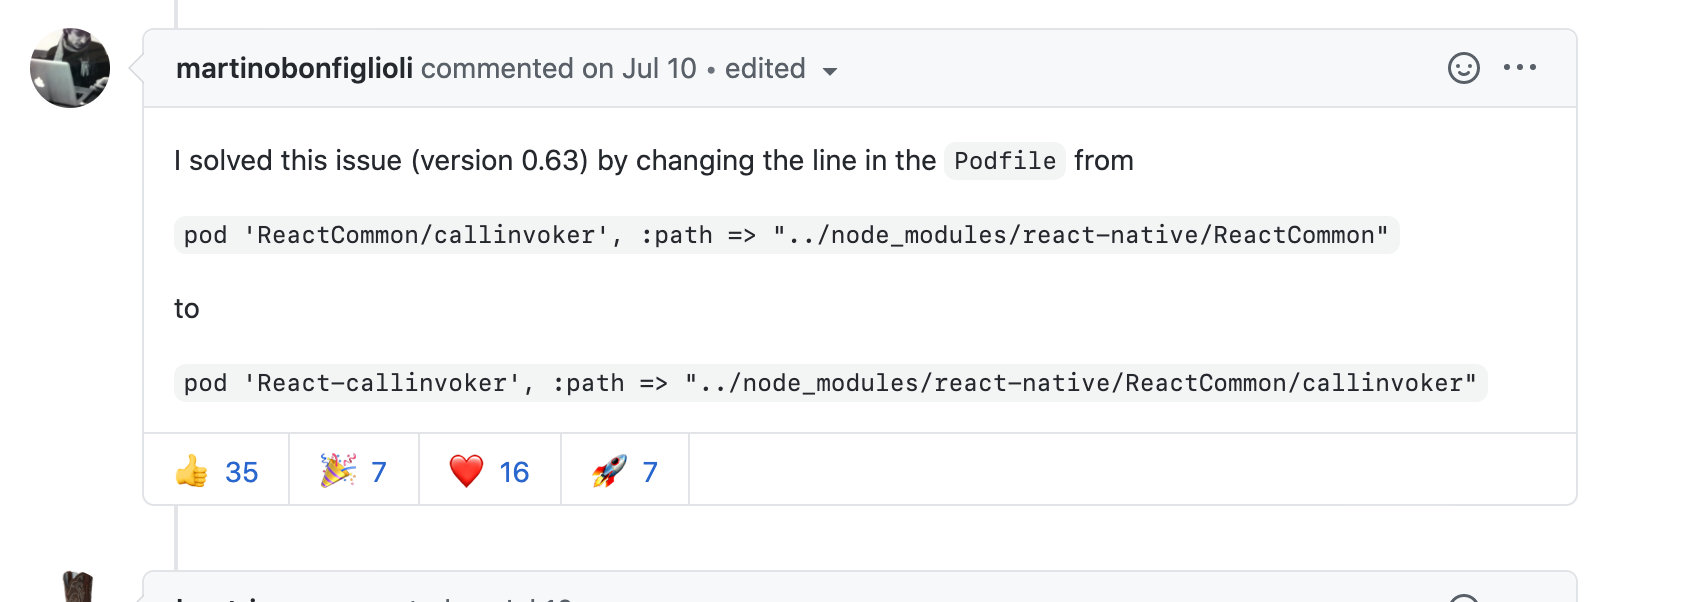 martinobonfiglioli commented on Jul 10 • edited
I solved this issue (version 0.63) by changing the line in the Podfile from
pod 'ReactCommon/callinvoker', :path => "../node_modules/react-native/ReactCommon"
to
pod 'React-callinvoker', :path => "../node_modules/react-native/ReactCommon/callinvoker"
35 7 16 7